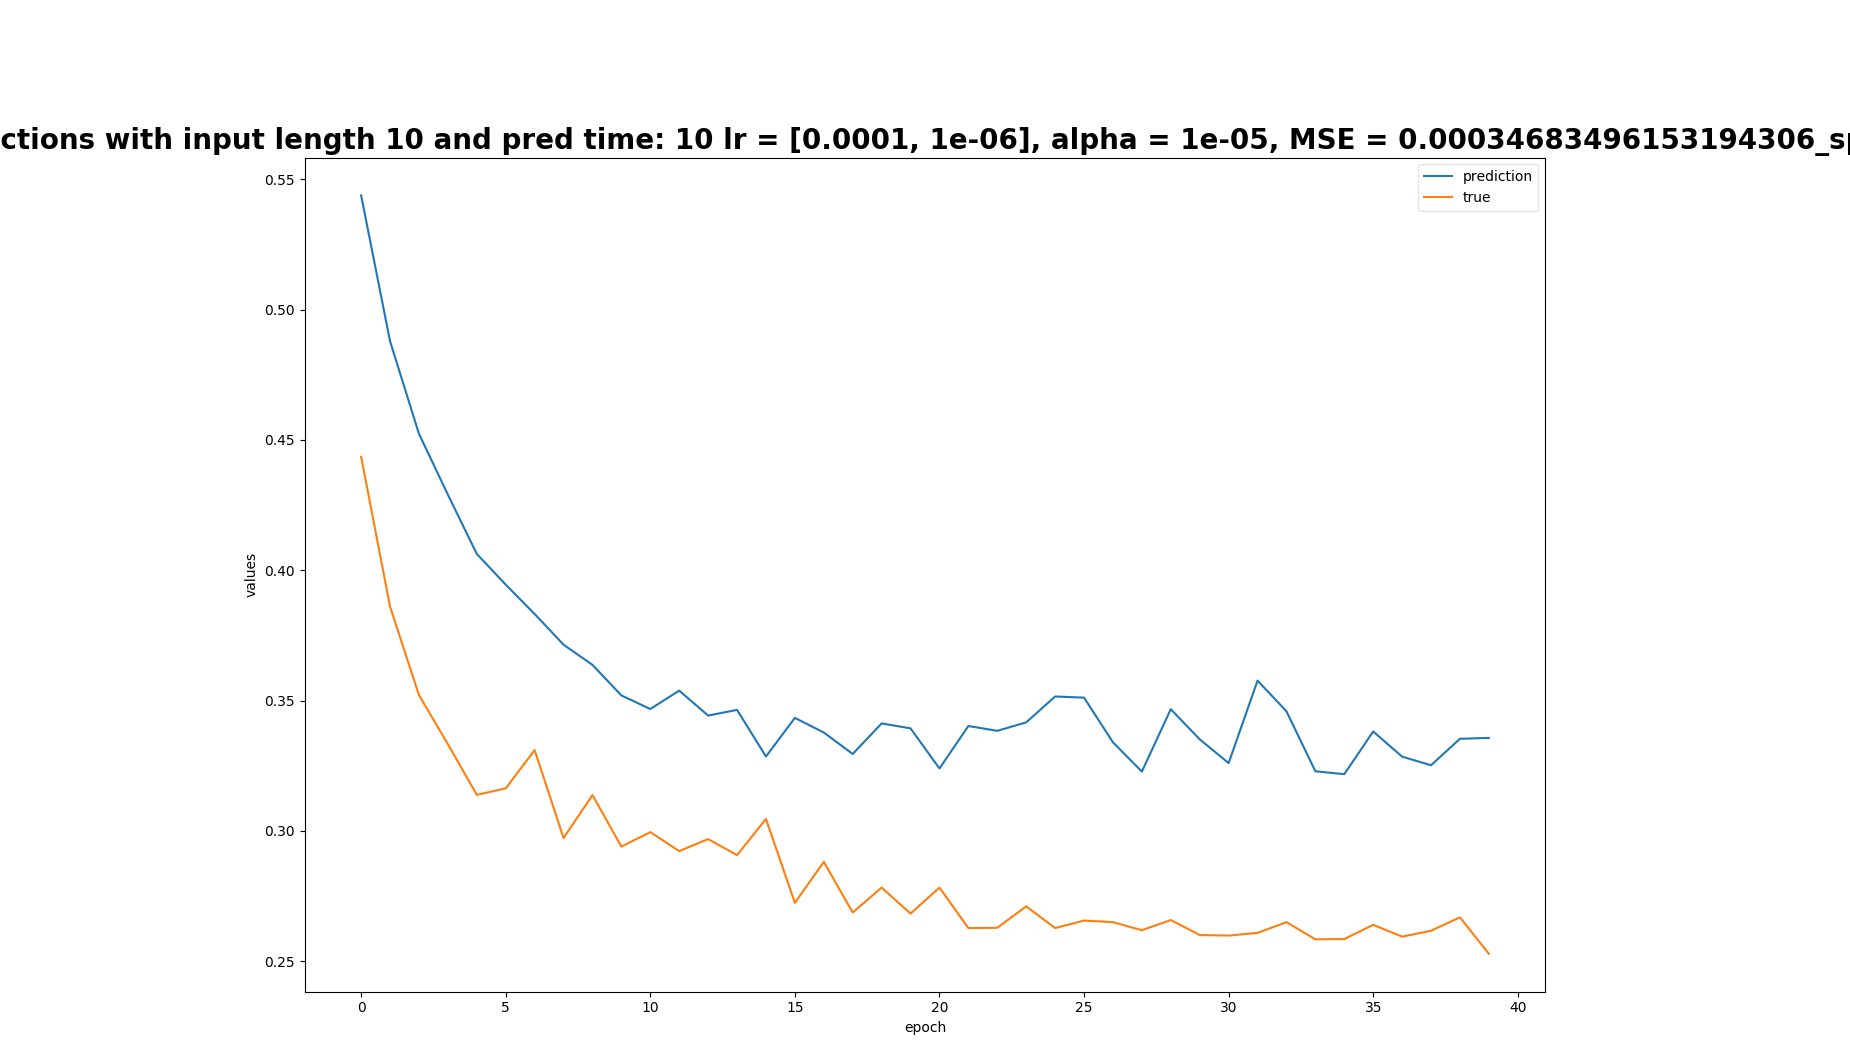 ctions with input length 10 and pred time: 10 lr = [0.0001, 1e-06], alpha = 1e-05, MSE = 0.00034683496153194306_sp
prediction
true
0.55
0.50
0.45
0.40
0.35
0.30
0.25
values
0 5 10 15 20 25 30 35 40
epoch